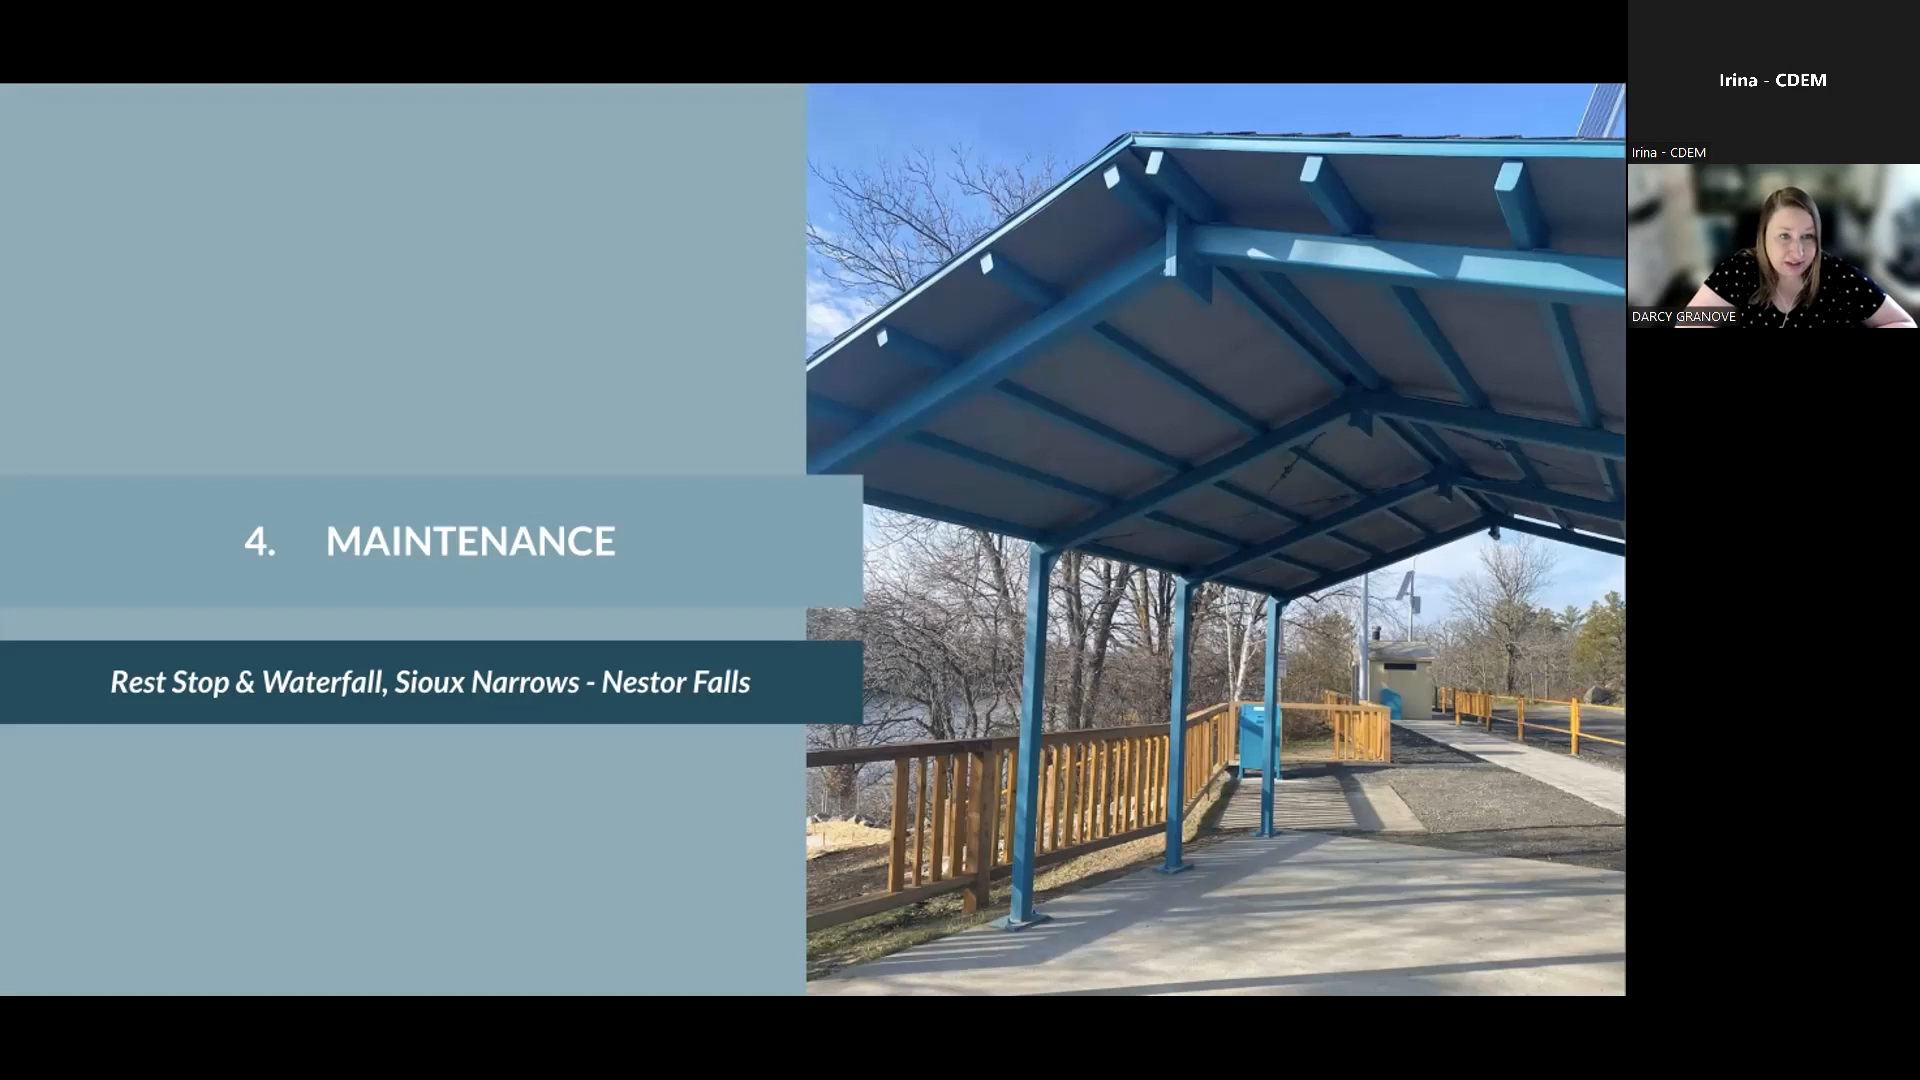 Irina - CDEM
Irina - CDEM
DARCY GRANOVE
4. MAINTENANCE
Rest Stop & Waterfall, Sioux Narrows - Nestor Falls